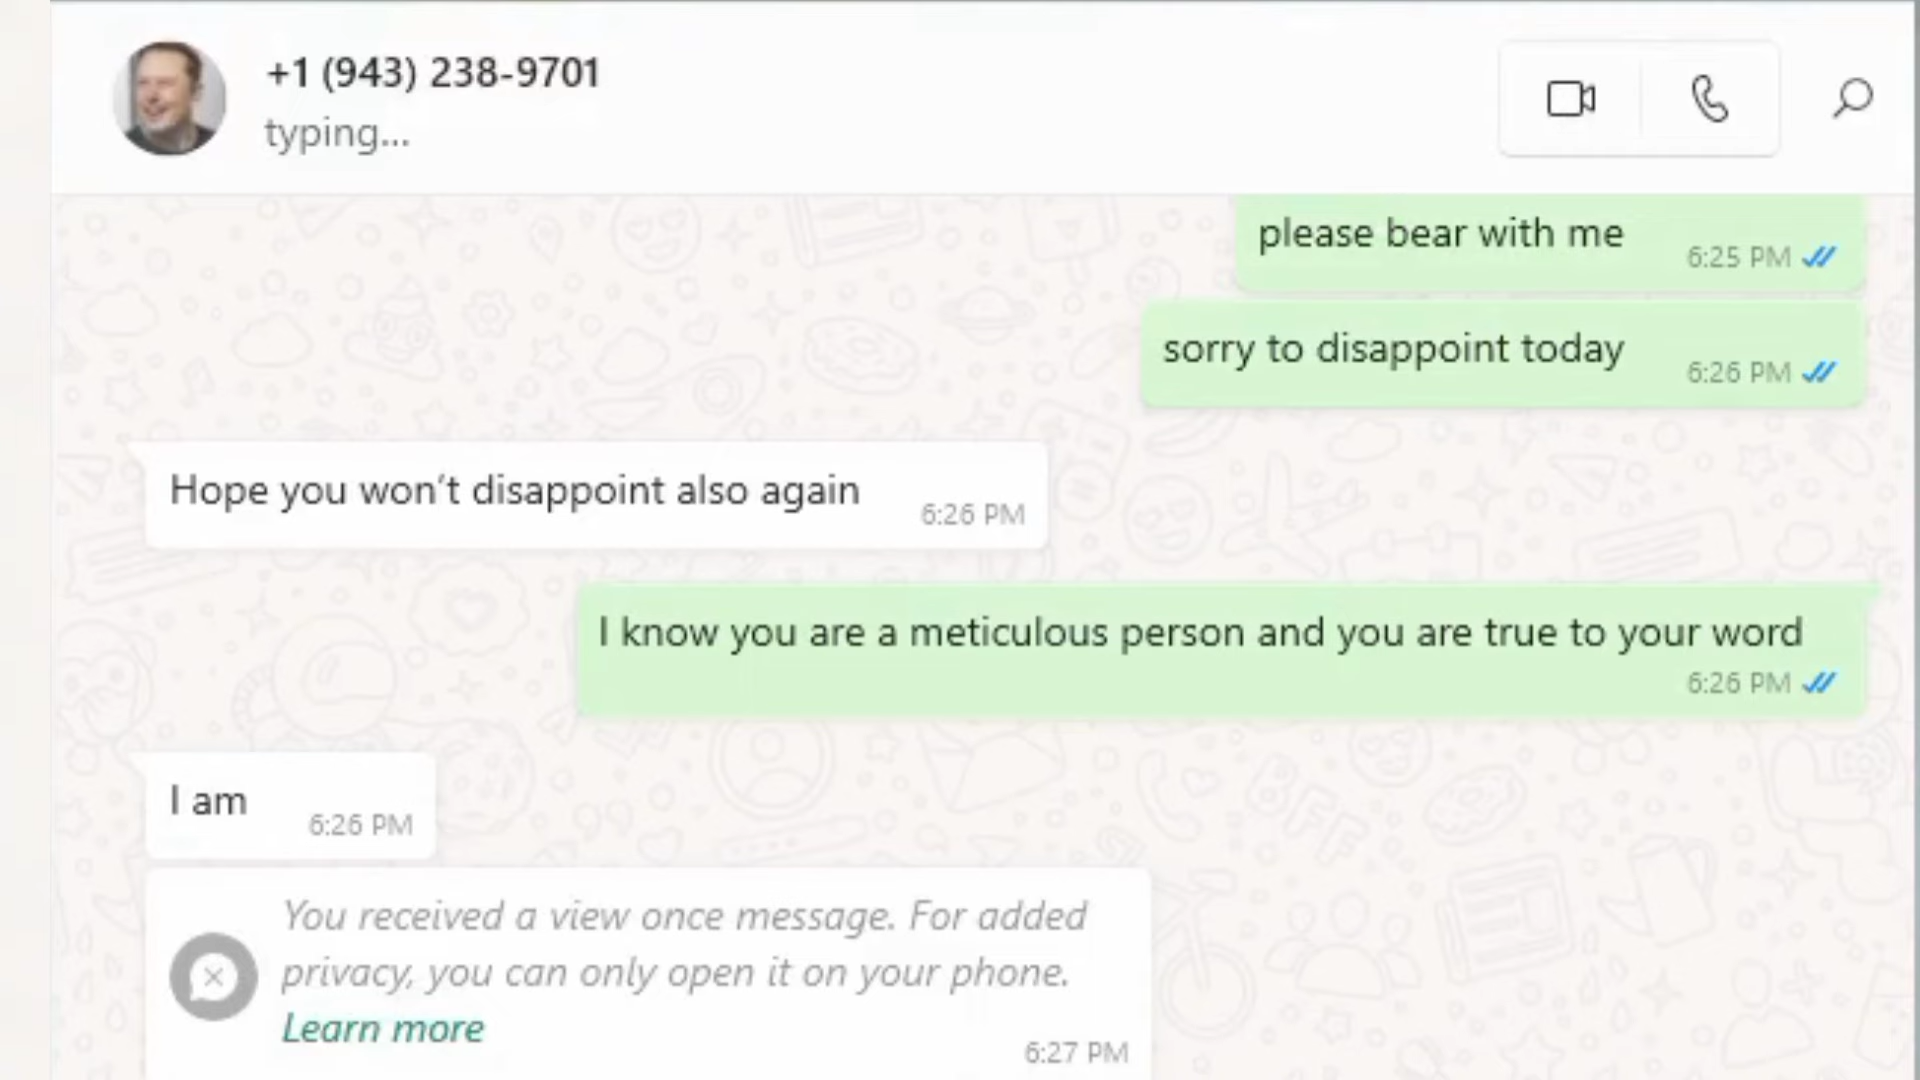 +1 (943) 238-9701
typing...
please bear with me
6:25 PM
sorry to disappoint today
6:26 PM
Hope you won't disappoint also again
6:26 PM
I know you are a meticulous person and you are true to your word
6:26 PM
I am
6:26 PM
You received a view once message. For added
privacy, you can only open it on your phone.
Learn more
6:27 PM